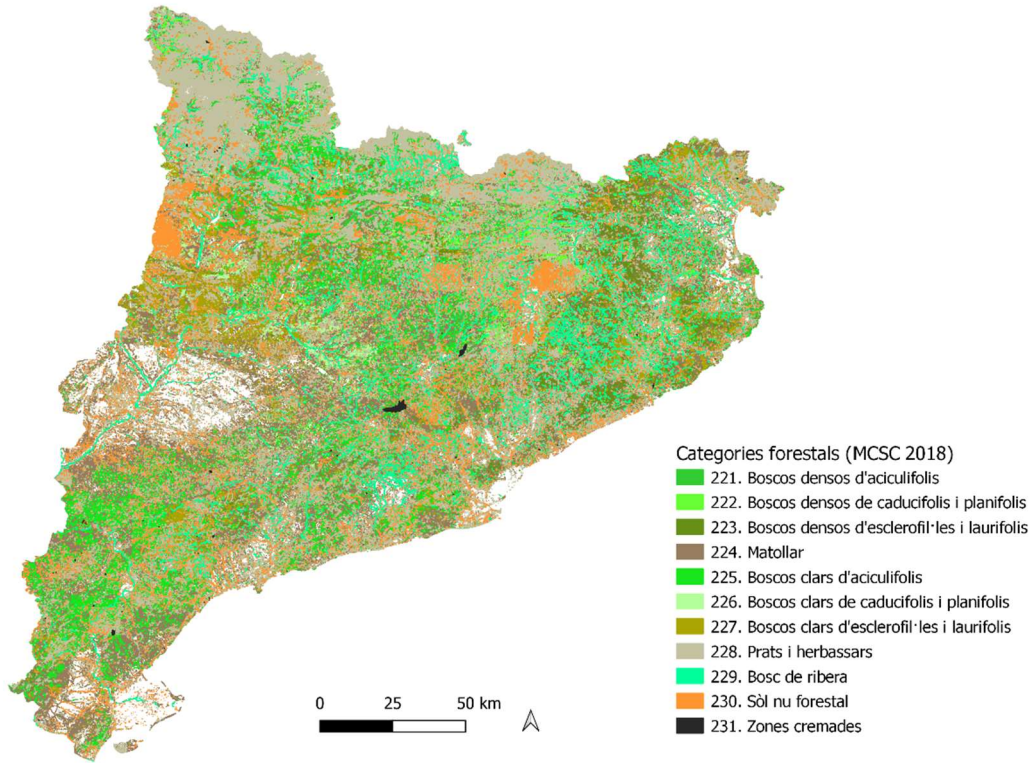 Categories forestals (MCSC 2018)
221. Boscos densos d'aciculifolis
222. Boscos densos de caducifolis i planifolis
223. Boscos densos d'esclerofil·les i laurifolis
224. Matollar
225. Boscos clars d'aciculifolis
226. Boscos clars de caducifolis i planifolis
227. Boscos clars d'esclerofil·les i laurifolis
228. Prats i herbassars
229. Bosc de ribera
230. Sòl nu forestal
231. Zones cremades
0 25 50 km